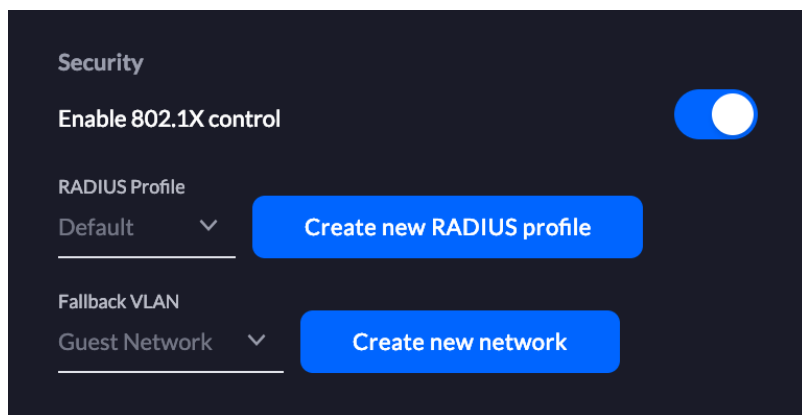 Security
Enable 802.1X control
RADIUS Profile
Default
Create new RADIUS profile
Fallback VLAN
Guest Network
Create new network